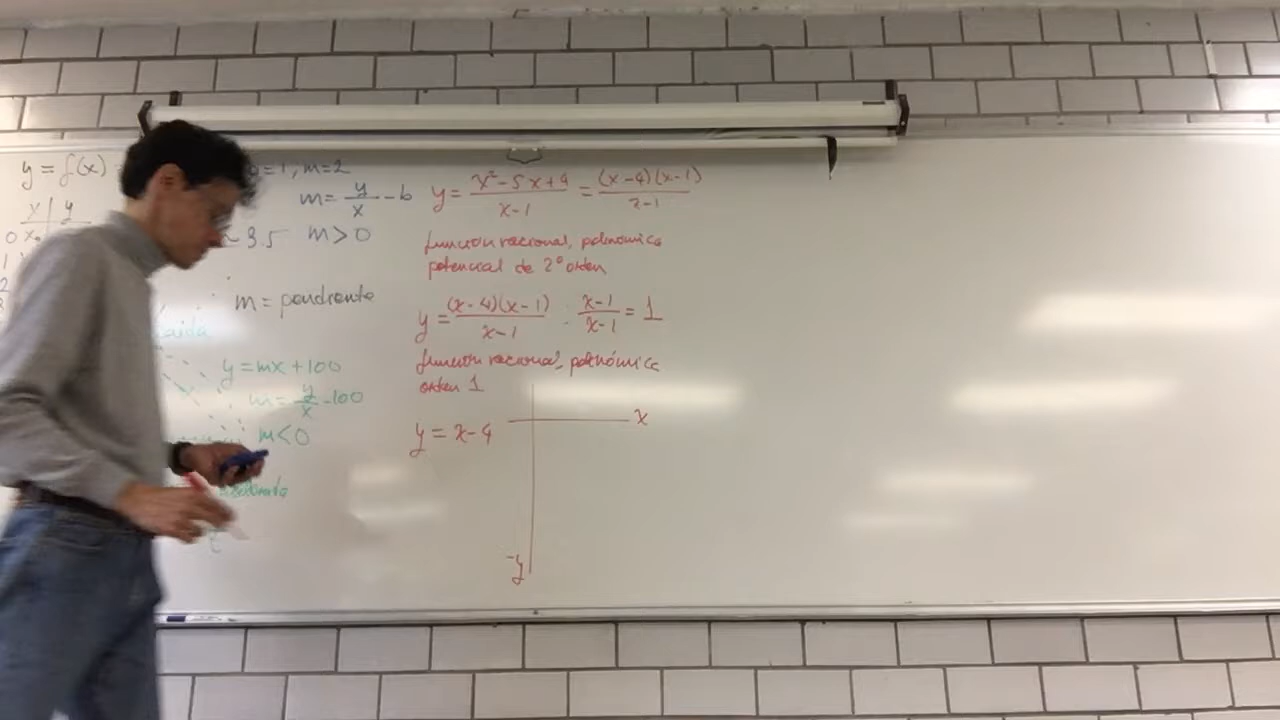 y = f(x)
x | y
0 x₀
1
2
3
=1, m=2
m = y/x - b
3.5 m > 0
m = pendiente
y = mx + 100
m = y/x - 100
m < 0
y = (x² - 5x + 4)/(x - 1) = ((x - 4)(x - 1))/(x - 1)
función racional, polinómica
potencial de 2º orden
y = ((x - 4)(x - 1))/(x - 1) (x - 1)/(x - 1) = 1
función racional, polinómica
orden 1
y = x - 4
x
-y